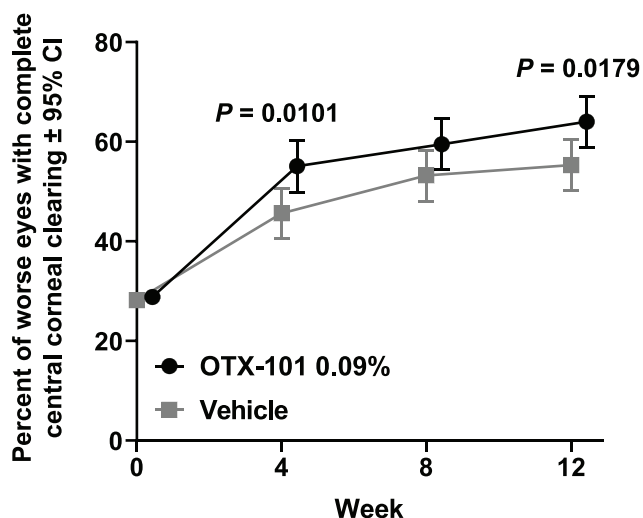 Percent of worse eyes with complete
central corneal clearing ± 95% CI
80
60
40
20
0
P = 0.0101
P = 0.0179
OTX-101 0.09%
Vehicle
0 4 8 12
Week